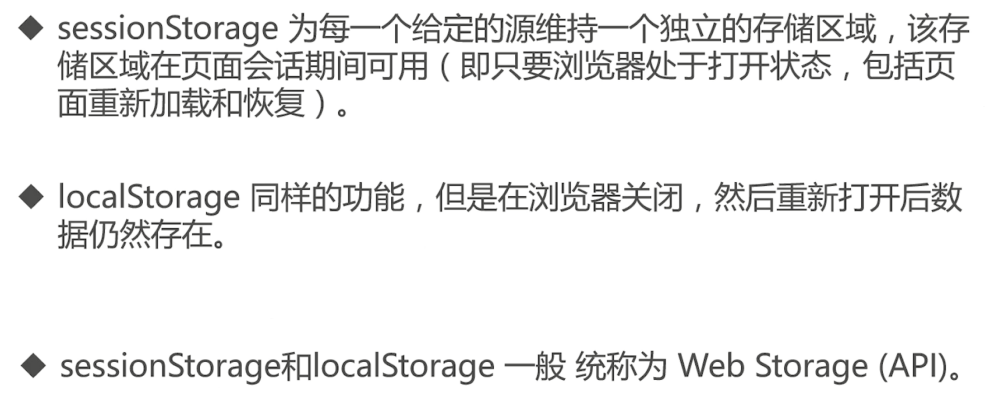 ◆ sessionStorage 为每一个给定的源维持一个独立的存储区域，该存
储区域在页面会话期间可用（即只要浏览器处于打开状态，包括页
面重新加载和恢复）。
◆ localStorage 同样的功能，但是在浏览器关闭，然后重新打开后数
据仍然存在。
◆ sessionStorage和localStorage 一般 统称为 Web Storage (API)。